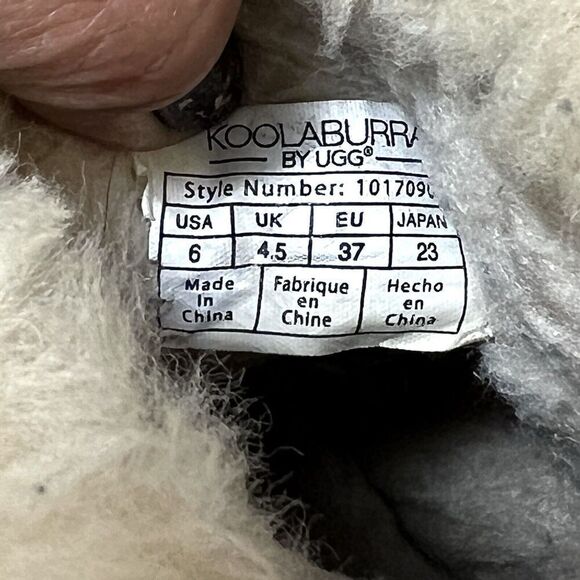 KOOLABURRA
BY UGG®
Style Number: 101709
USA UK EU JAPAN
6 4.5 37 23
Made Fabrique Hecho
in en en
China Chine China